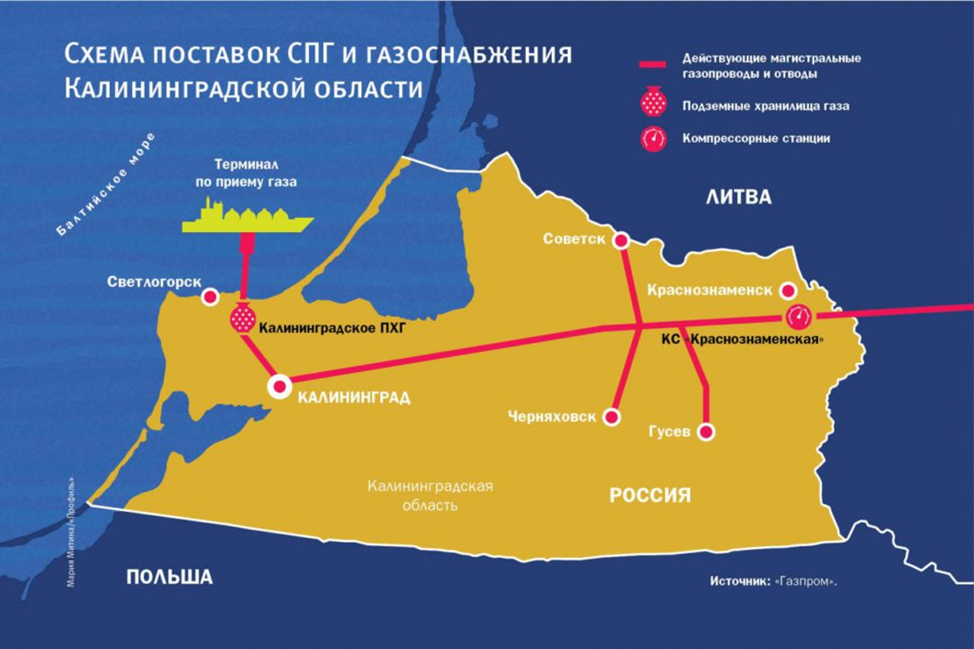 Схема поставок СПГ и газоснабжения
Калининградской области
Действующие магистральные
газопроводы и отводы
Подземные хранилища газа
Компрессорные станции
Балтийское море
Терминал
по приему газа
ЛИТВА
Советск
Светлогорск
Краснознаменск
Калининградское ПХГ
КС «Краснознаменская»
КАЛИНИНГРАД
Черняховск
Гусев
Калининградская
область
РОССИЯ
Мария Митина/«Профиль»
ПОЛЬША
Источник: «Газпром».